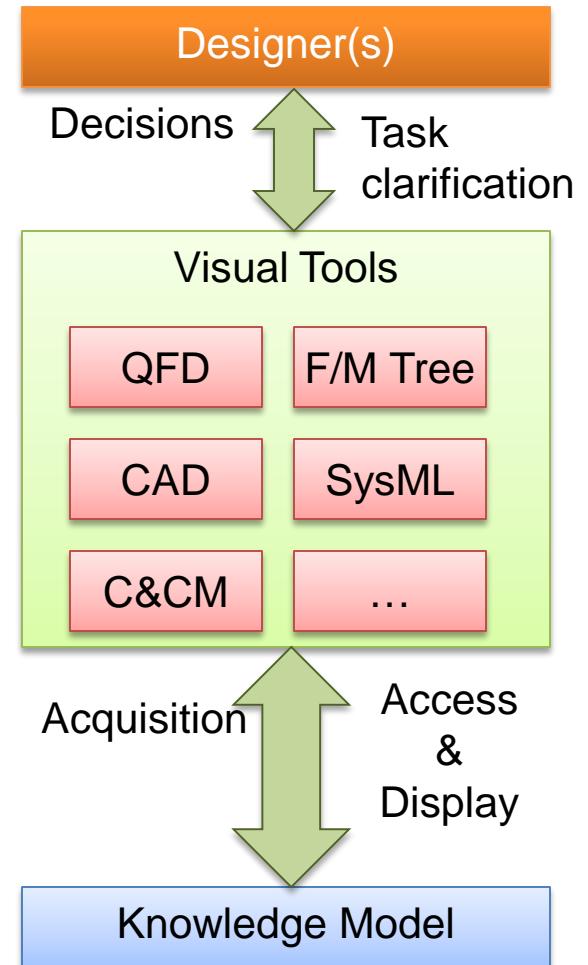 Designer(s)
Decisions
Task
clarification
Visual Tools
QFD
F/M Tree
CAD
SysML
C&CM
…
Acquisition
Access
&
Display
Knowledge Model